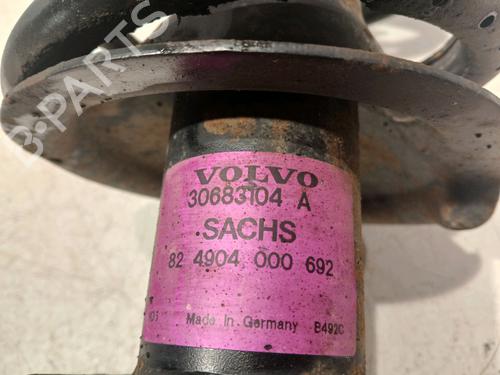 B-PARTS
VOLVO
30683104 A
SACHS
82 4904 000 692
Made In Germany B492C